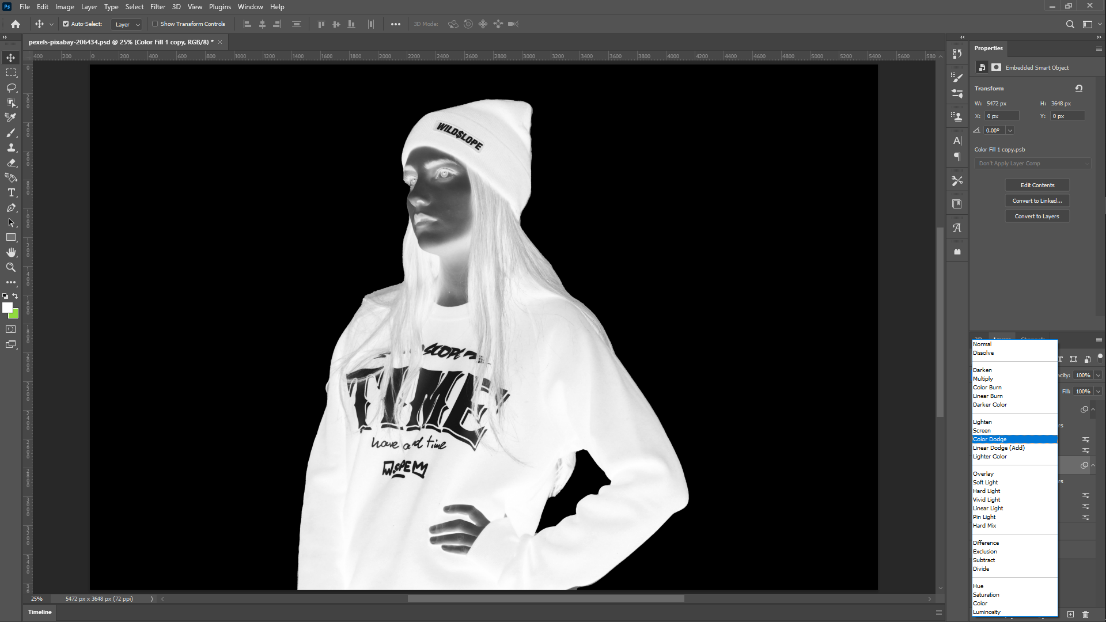 File Edit Image Layer Type Select Filter 3D View Plugins Window Help
Auto-Select: Layer Show Transform Controls 3D Mode:
pexels-pixabay-206434.psd @ 25% (Color Fill 1 copy, RGB/8) *
WILDSLOPE
TIME
Properties
Embedded Smart Object
Transform
W: 5472 px H: 3648 px
X: 0 px Y: 0 px
0.00°
Color Fill 1 copy.psb
Don't Apply Layer Comp
Edit Contents
Convert to Linked...
Convert to Layers
100%
Fill: 100%
Normal
Dissolve
Darken
Multiply
Color Burn
Linear Burn
Darker Color
Lighten
Screen
Color Dodge
Linear Dodge (Add)
Lighter Color
Overlay
Soft Light
Hard Light
Vivid Light
Linear Light
Pin Light
Hard Mix
Difference
Exclusion
Subtract
Divide
Hue
Saturation
Color
Luminosity
25% 5472 px x 3648 px (72 ppi)
Timeline